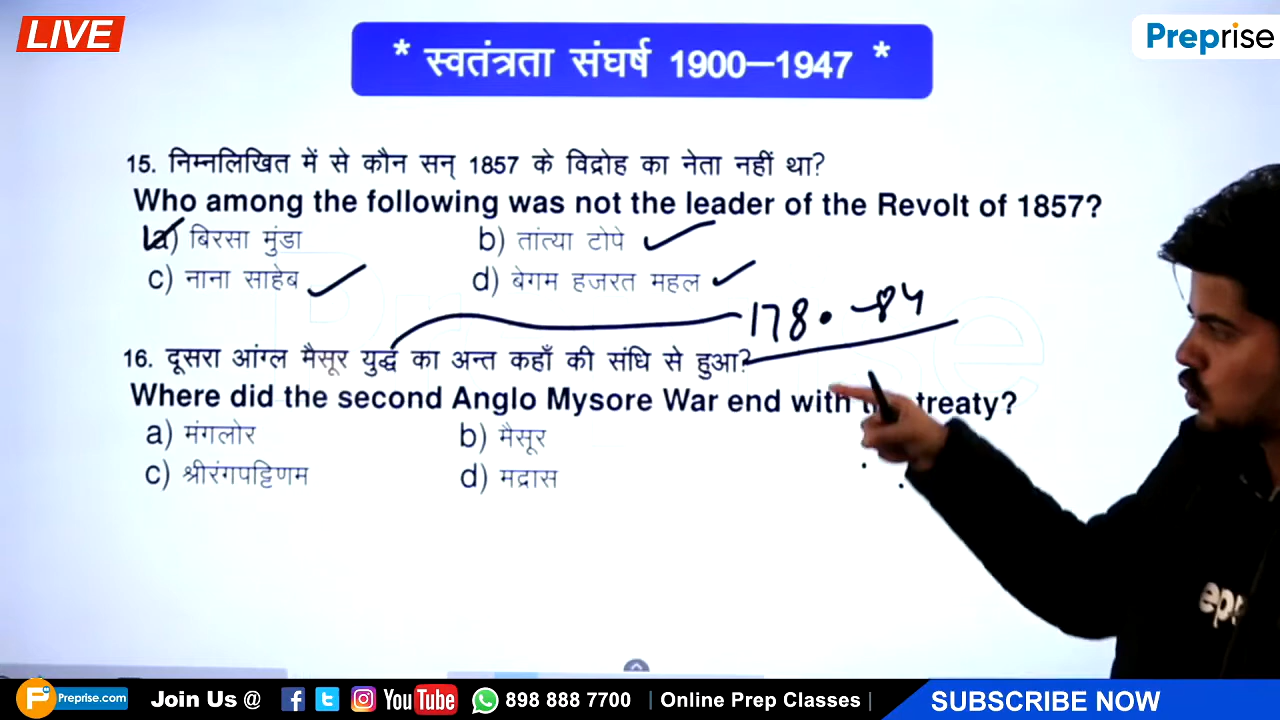 LIVE
Preprise
* स्वतंत्रता संघर्ष 1900–1947 *
15. निम्नलिखित में से कौन सन् 1857 के विद्रोह का नेता नहीं था?
Who among the following was not the leader of the Revolt of 1857?
a) बिरसा मुंडा b) तांत्या टोपे
c) नाना साहेब d) बेगम हजरत महल
1780-84
16. दूसरा आंग्ल मैसूर युद्ध का अन्त कहाँ की संधि से हुआ?
Where did the second Anglo Mysore War end with treaty?
a) मंगलोर b) मैसूर
c) श्रीरंगपट्टिणम d) मद्रास
Preprise.com Join Us @ YouTube 898 888 7700 | Online Prep Classes | SUBSCRIBE NOW